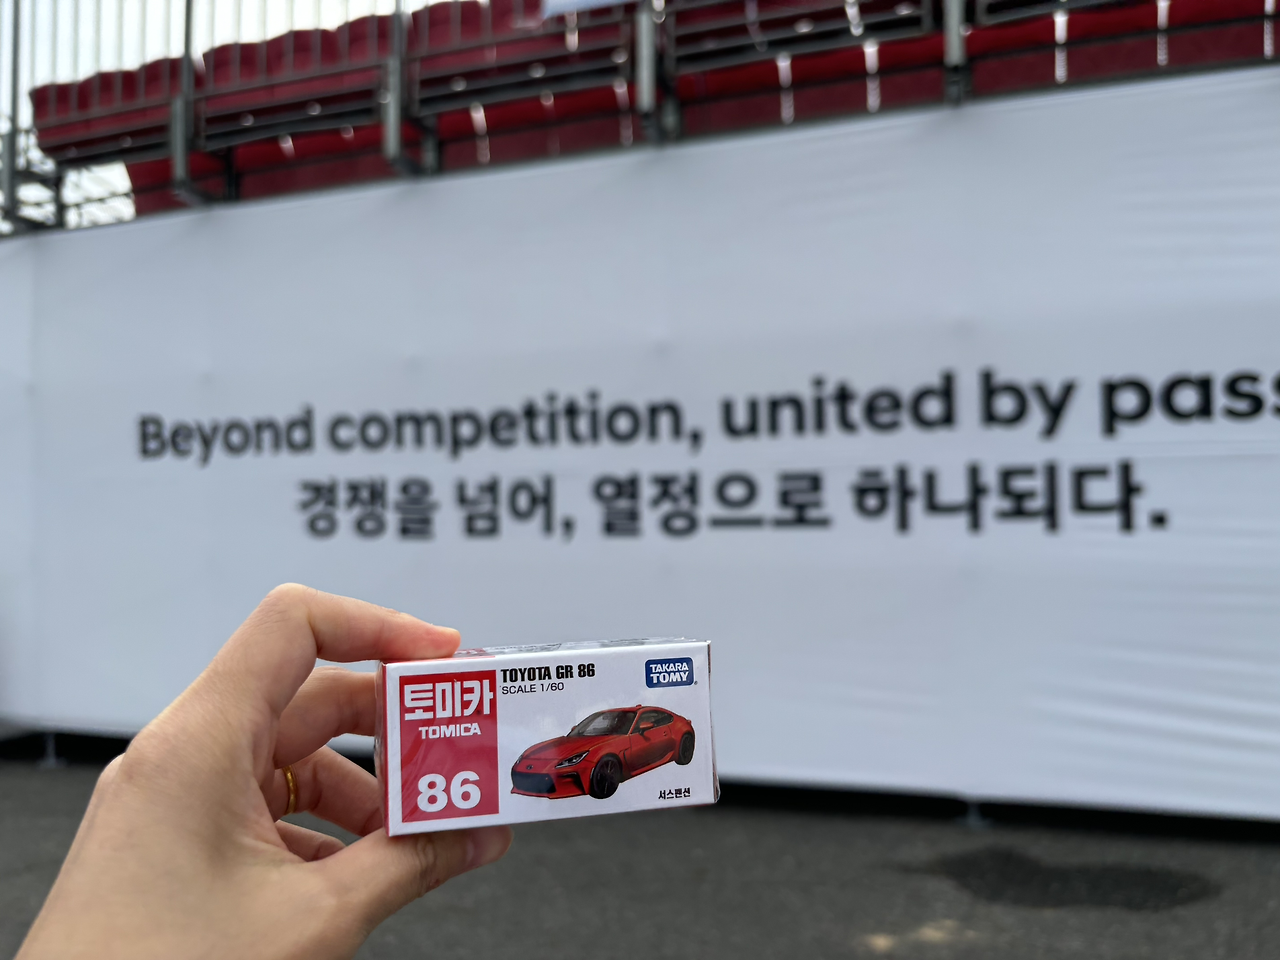 Beyond competition, united by pass
경쟁을 넘어, 열정으로 하나되다.
토미카
TOMICA
86
TOYOTA GR 86
SCALE 1/60
TAKARA
TOMY
서스펜션